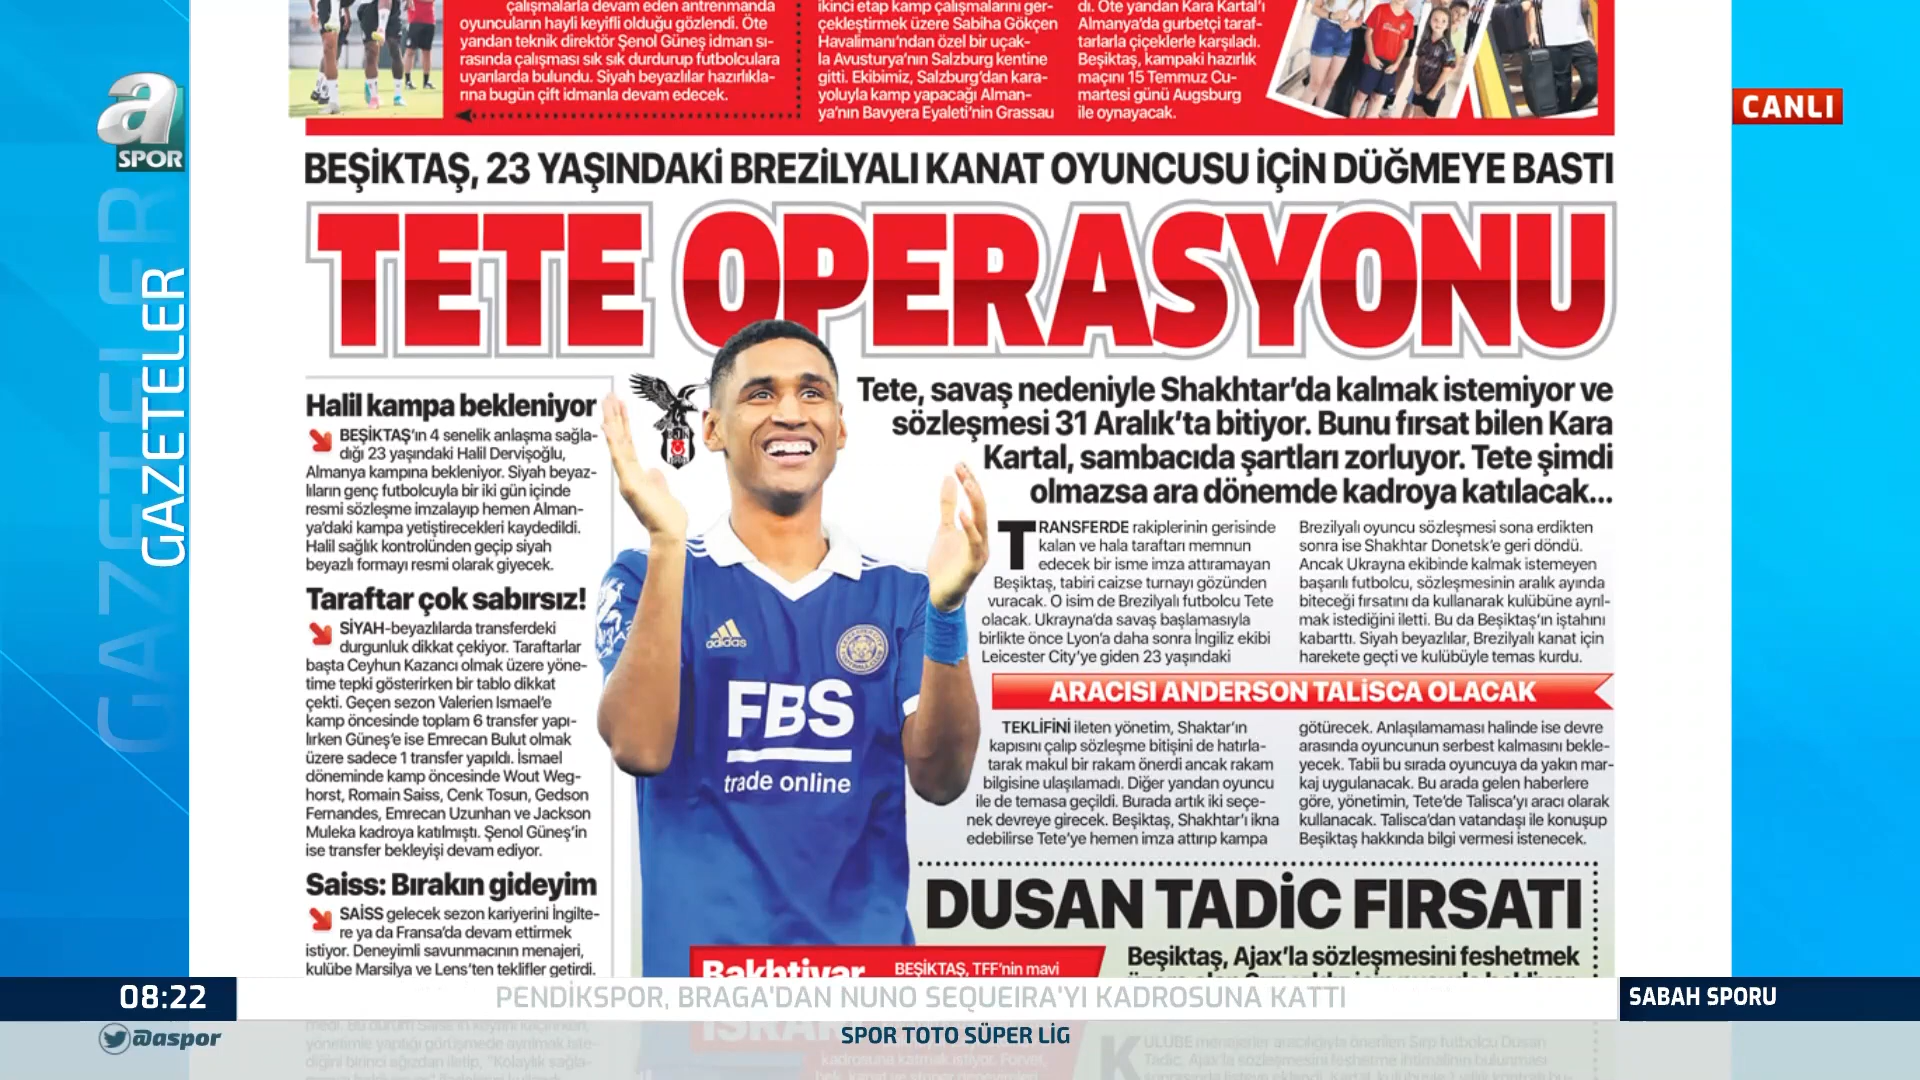 çalışmalarla devam eden antrenmanda
oyuncuların hayli keyifli olduğu gözlendi. Öte
yandan teknik direktör Şenol Güneş idman sı-
rasında çalışması sık sık durdurup futbolculara
uyarılarda bulundu. Siyah beyazlılar hazırlıkla-
rına bugün çift idmanla devam edecek.
ikinci etap kamp çalışmalarını ger-
çekleştirmek üzere Sabiha Gökçen
Havalimanı'ndan özel bir uçak-
la Avusturya'nın Salzburg kentine
gitti. Ekibimiz, Salzburg'dan kara-
yoluyla kamp yapacağı Alman-
ya'nın Bavyera Eyaleti'nin Grassau
di. Öte yandan Kara Kartal'ı
Almanya'da gurbetçi taraf-
tarlarla çiçeklerle karşıladı.
Beşiktaş, kampaki hazırlık
maçını 15 Temmuz Cu-
martesi günü Augsburg
ile oynayacak.
a
SPOR
CANLI
GAZETELER
GAZETELER
BEŞİKTAŞ, 23 YAŞINDAKİ BREZİLYALI KANAT OYUNCUSU İÇİN DÜĞMEYE BASTI
TETE OPERASYONU
Tete, savaş nedeniyle Shakhtar'da kalmak istemiyor ve
sözleşmesi 31 Aralık'ta bitiyor. Bunu fırsat bilen Kara
Kartal, sambacıda şartları zorluyor. Tete şimdi
olmazsa ara dönemde kadroya katılacak...
Halil kampa bekleniyor
BEŞİKTAŞ'ın 4 senelik anlaşma sağla-
dığı 23 yaşındaki Halil Dervişoğlu,
Almanya kampına bekleniyor. Siyah beyaz-
lıların genç futbolcuyla bir iki gün içinde
resmi sözleşme imzalayıp hemen Alman-
ya'daki kampa yetiştirecekleri kaydedildi.
Halil sağlık kontrolünden geçip siyah
beyazlı formayı resmi olarak giyecek.
Taraftar çok sabırsız!
SİYAH-beyazlılarda transferdeki
durgunluk dikkat çekiyor. Taraftarlar
başta Ceyhun Kazancı olmak üzere yöne-
time tepki gösterirken bir tablo dikkat
çekti. Geçen sezon Valerien Ismael'e
kamp öncesinde toplam 6 transfer yapı-
lırken Güneş'e ise Emrecan Bulut olmak
üzere sadece 1 transfer yapıldı. İsmael
döneminde kamp öncesinde Wout Weg-
horst, Romain Saiss, Cenk Tosun, Gedson
Fernandes, Emrecan Uzunhan ve Jackson
Muleka kadroya katılmıştı. Şenol Güneş'in
ise transfer bekleyişi devam ediyor.
Saiss: Bırakın gideyim
SAİSS gelecek sezon kariyerini İngilte-
re ya da Fransa'da devam ettirmek
istiyor. Deneyimli savunmacının menajeri,
kulübe Marsilya ve Lens'ten teklifler getirdi.
adidas
FBS
trade online
TRANSFERDE rakiplerinin gerisinde
kalan ve hala taraftarı memnun
edecek bir isme imza attıramayan
Beşiktaş, tabiri caizse turnayı gözünden
vuracak. O isim de Brezilyalı futbolcu Tete
olacak. Ukrayna'da savaş başlamasıyla
birlikte önce Lyon'a daha sonra İngiliz ekibi
Leicester City'ye giden 23 yaşındaki
Brezilyalı oyuncu sözleşmesi sona erdikten
sonra ise Shakhtar Donetsk'e geri döndü.
Ancak Ukrayna ekibinde kalmak istemeyen
başarılı futbolcu, sözleşmesinin aralık ayında
biteceği fırsatını da kullanarak kulübüne ayrıl-
mak istediğini iletti. Bu da Beşiktaş'ın iştahını
kabarttı. Siyah beyazlılar, Brezilyalı kanat için
harekete geçti ve kulübüyle temas kurdu.
ARACISI ANDERSON TALİSCA OLACAK
TEKLİFİNİ ileten yönetim, Shaktar'ın
kapısını çalıp sözleşme bitişini de hatırla-
tarak makul bir rakam önerdi ancak rakam
bilgisine ulaşılamadı. Diğer yandan oyuncu
ile de temasa geçildi. Burada artık iki seçe-
nek devreye girecek. Beşiktaş, Shakhtar'ı ikna
edebilirse Tete'ye hemen imza attırıp kampa
götürecek. Anlaşılamaması halinde ise devre
arasında oyuncunun serbest kalmasını bekle-
yecek. Tabii bu sırada oyuncuya da yakın mar-
kaj uygulanacak. Bu arada gelen haberlere
göre, yönetimin, Tete'de Talisca'yı aracı olarak
kullanacak. Talisca'dan vatandaşı ile konuşup
Beşiktaş hakkında bilgi vermesi istenecek.
DUSAN TADİC FIRSATI
Beşiktaş, Ajax'la sözleşmesini feshetmek
Bakhtiyar
BEŞİKTAŞ, TFF'nin mavi
08:22
PENDİKSPOR, BRAGA'DAN NUNO SEQUEIRA'YI KADROSUNA KATTI
SABAH SPORU
@aspor
SPOR TOTO SÜPER LİG